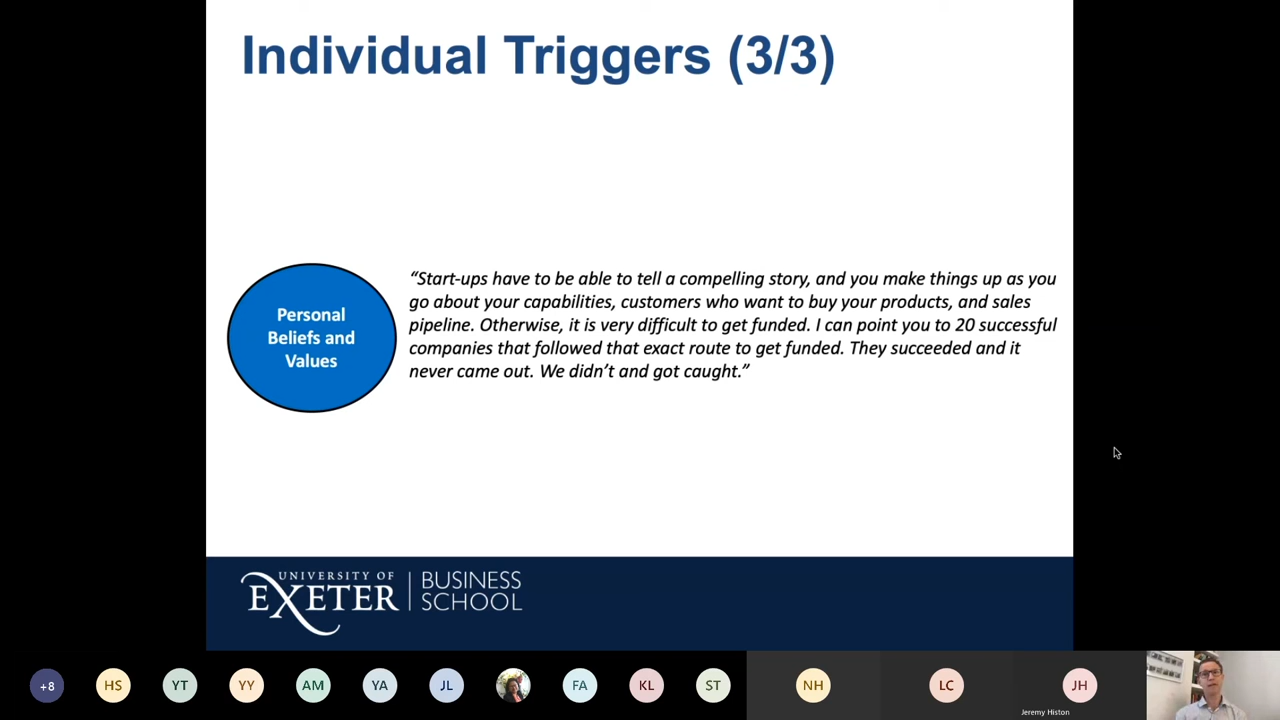 Individual Triggers (3/3)
Personal
Beliefs and
Values
“Start-ups have to be able to tell a compelling story, and you make things up as you
go about your capabilities, customers who want to buy your products, and sales
pipeline. Otherwise, it is very difficult to get funded. I can point you to 20 successful
companies that followed that exact route to get funded. They succeeded and it
never came out. We didn’t and got caught.”
UNIVERSITY OF
EXETER
BUSINESS
SCHOOL
+8
HS
YT
YY
AM
YA
JL
FA
KL
ST
NH
LC
JH
Jeremy Histon